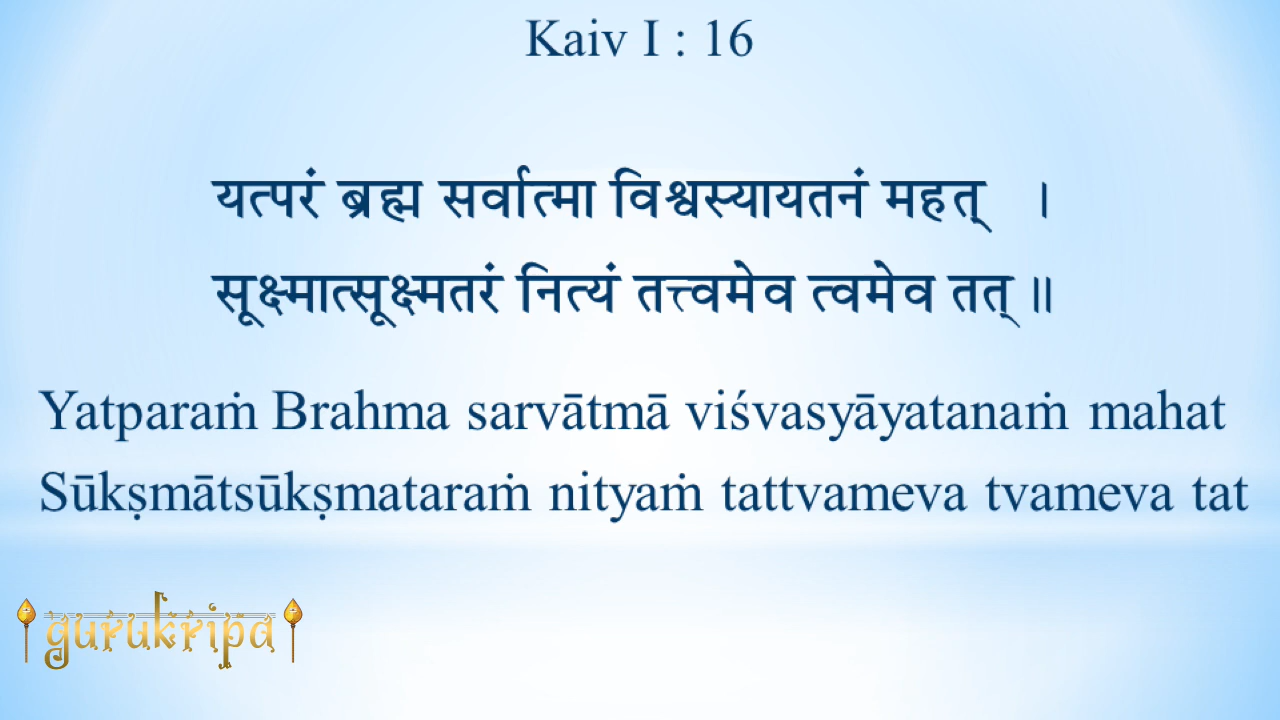 Kaiv I : 16
यत्परं ब्रह्म सर्वात्मा विश्वस्यायतनं महत् ।
सूक्ष्मात्सूक्ष्मतरं नित्यं तत्त्वमेव त्वमेव तत् ॥
Yatparaṁ Brahma sarvātmā viśvasyāyatanaṁ mahat
Sūkṣmātsūkṣmataraṁ nityaṁ tattvameva tvameva tat
gurukripa